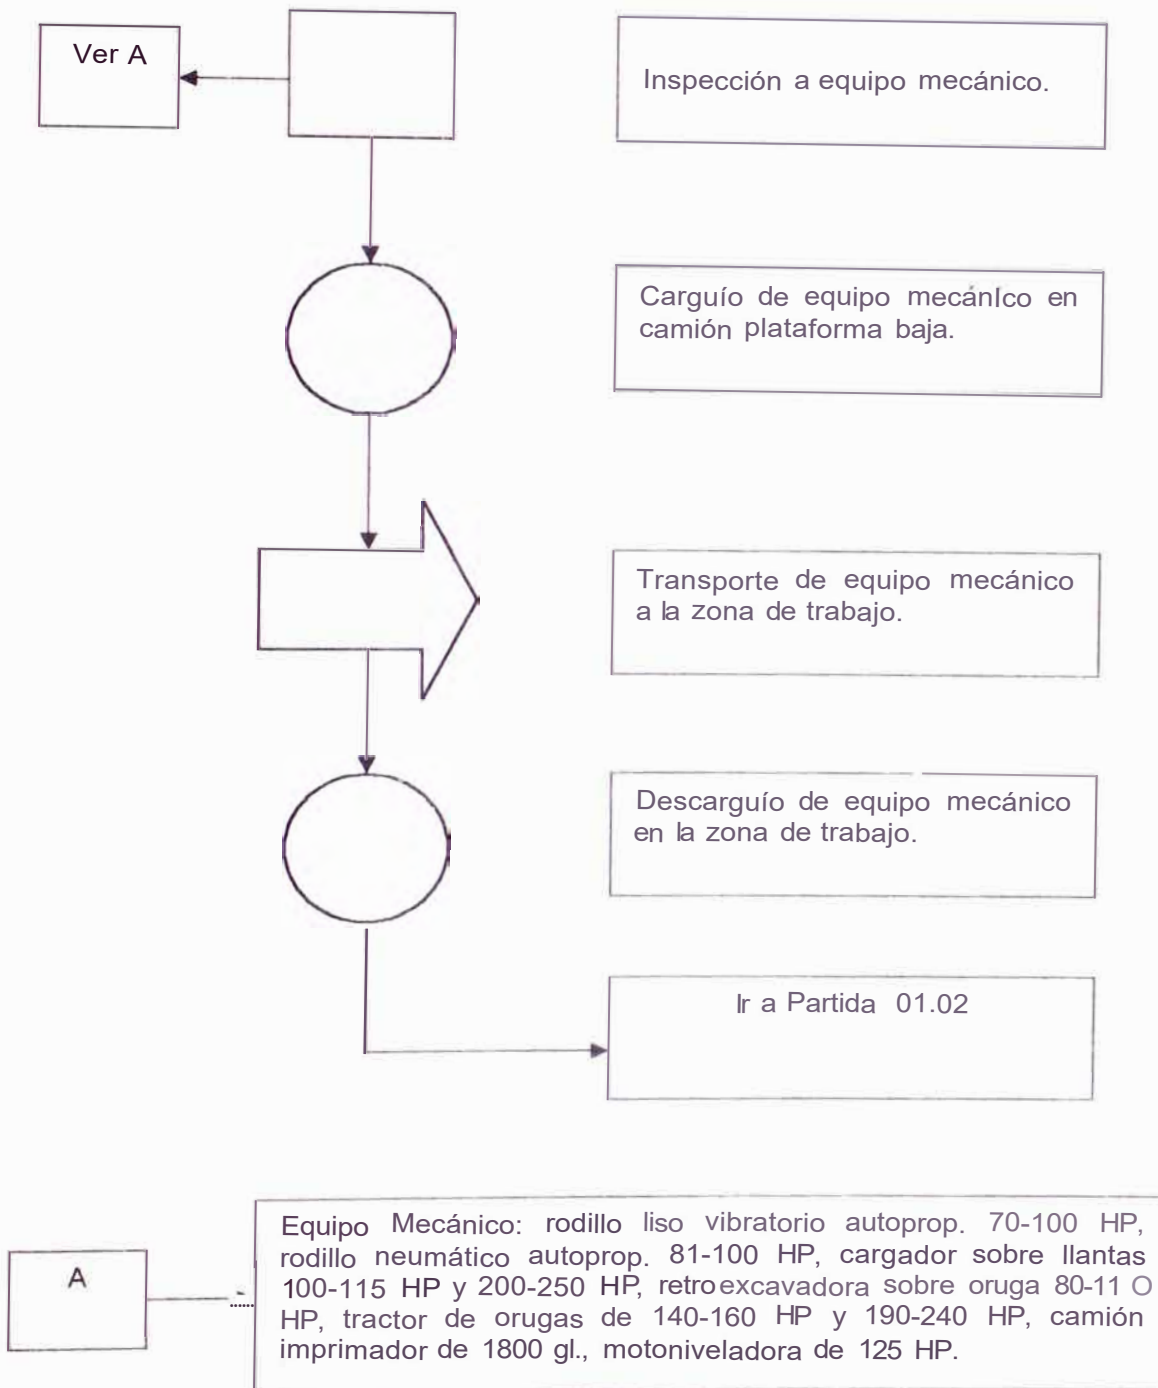 Ver A
Inspección a equipo mecánico.
Carguío de equipo mecánico en
camión plataforma baja.
Transporte de equipo mecánico
a la zona de trabajo.
Descarguío de equipo mecánico
en la zona de trabajo.
Ir a Partida 01.02
A
Equipo Mecánico: rodillo liso vibratorio autoprop. 70-100 HP,
rodillo neumático autoprop. 81-100 HP, cargador sobre llantas
100-115 HP y 200-250 HP, retroexcavadora sobre oruga 80-11 O
HP, tractor de orugas de 140-160 HP y 190-240 HP, camión
imprimador de 1800 gl., motoniveladora de 125 HP.